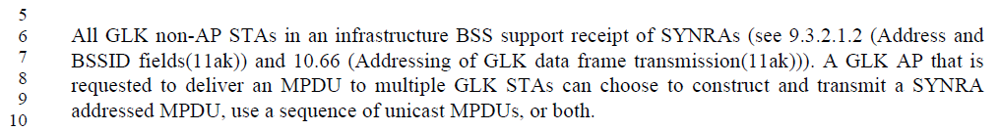 5
6 All GLK non-AP STAs in an infrastructure BSS support receipt of SYNRAs (see 9.3.2.1.2 (Address and
7 BSSID fields(11ak)) and 10.66 (Addressing of GLK data frame transmission(11ak))). A GLK AP that is
8 requested to deliver an MPDU to multiple GLK STAs can choose to construct and transmit a SYNRA
9 addressed MPDU, use a sequence of unicast MPDUs, or both.
10